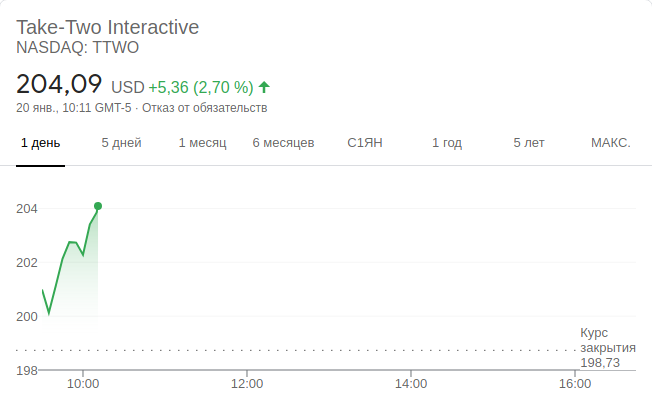 Take-Two Interactive
NASDAQ: TTWO
204,09 USD +5,36 (2,70 %)
20 янв., 10:11 GMT-5 · Отказ от обязательств
1 день 5 дней 1 месяц 6 месяцев С1ЯН 1 год 5 лет МАКС.
204
202
200
Курс
закрытия
198,73
198
10:00 12:00 14:00 16:00